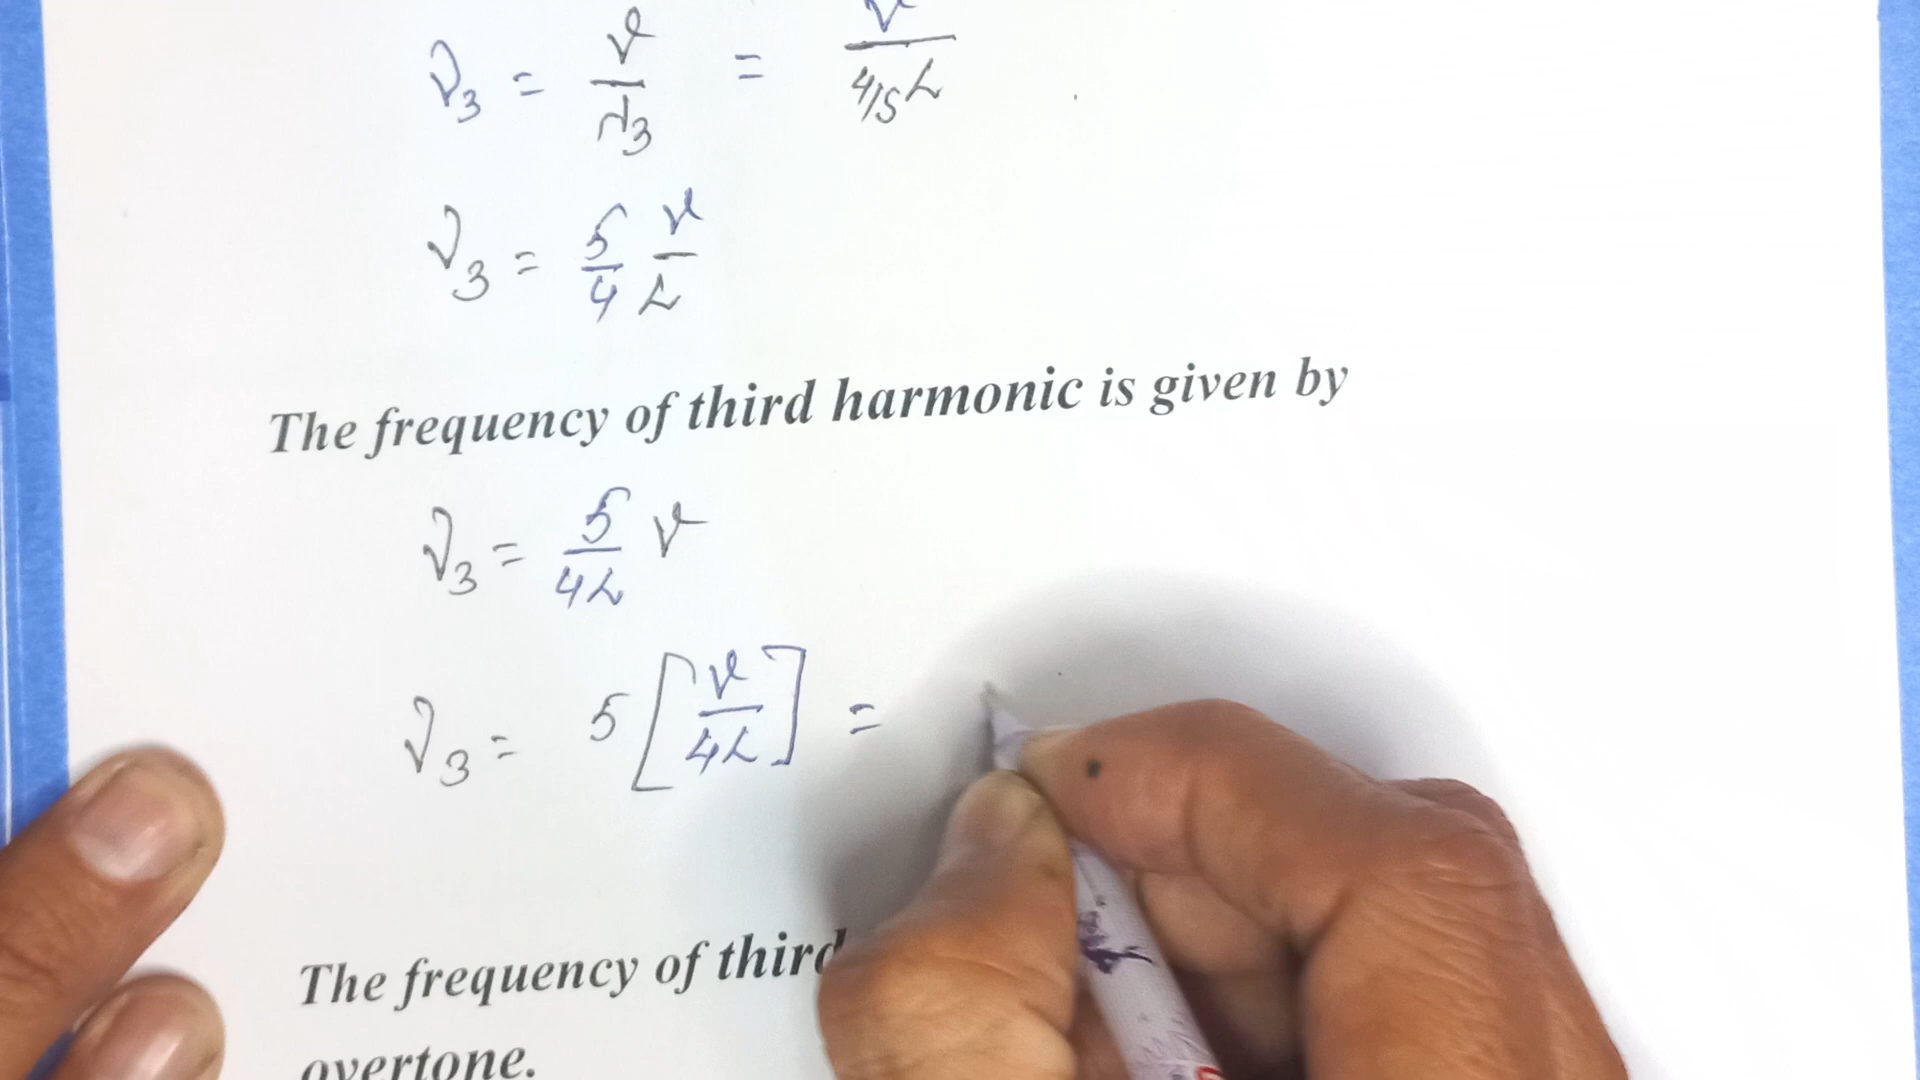 ν₃ = v/λ₃ = v/(4/5 L)
ν₃ = 5/4 v/L
The frequency of third harmonic is given by
ν₃ = 5/4L v
ν₃ = 5[v/4L] =
The frequency of third
overtone.